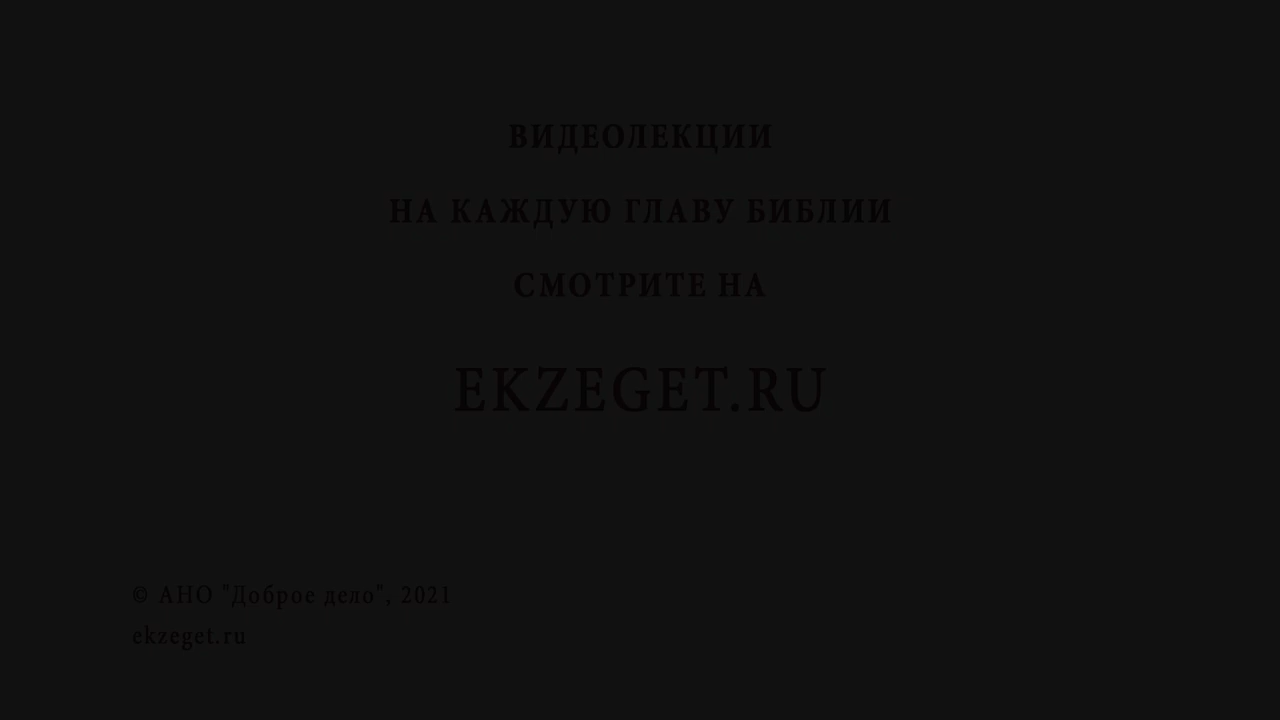 ВИДЕОЛЕКЦИИ
НА КАЖДУЮ ГЛАВУ БИБЛИИ
СМОТРИТЕ НА
EKZEGET.RU
© АНО "Доброе дело", 2021
ekzeget.ru